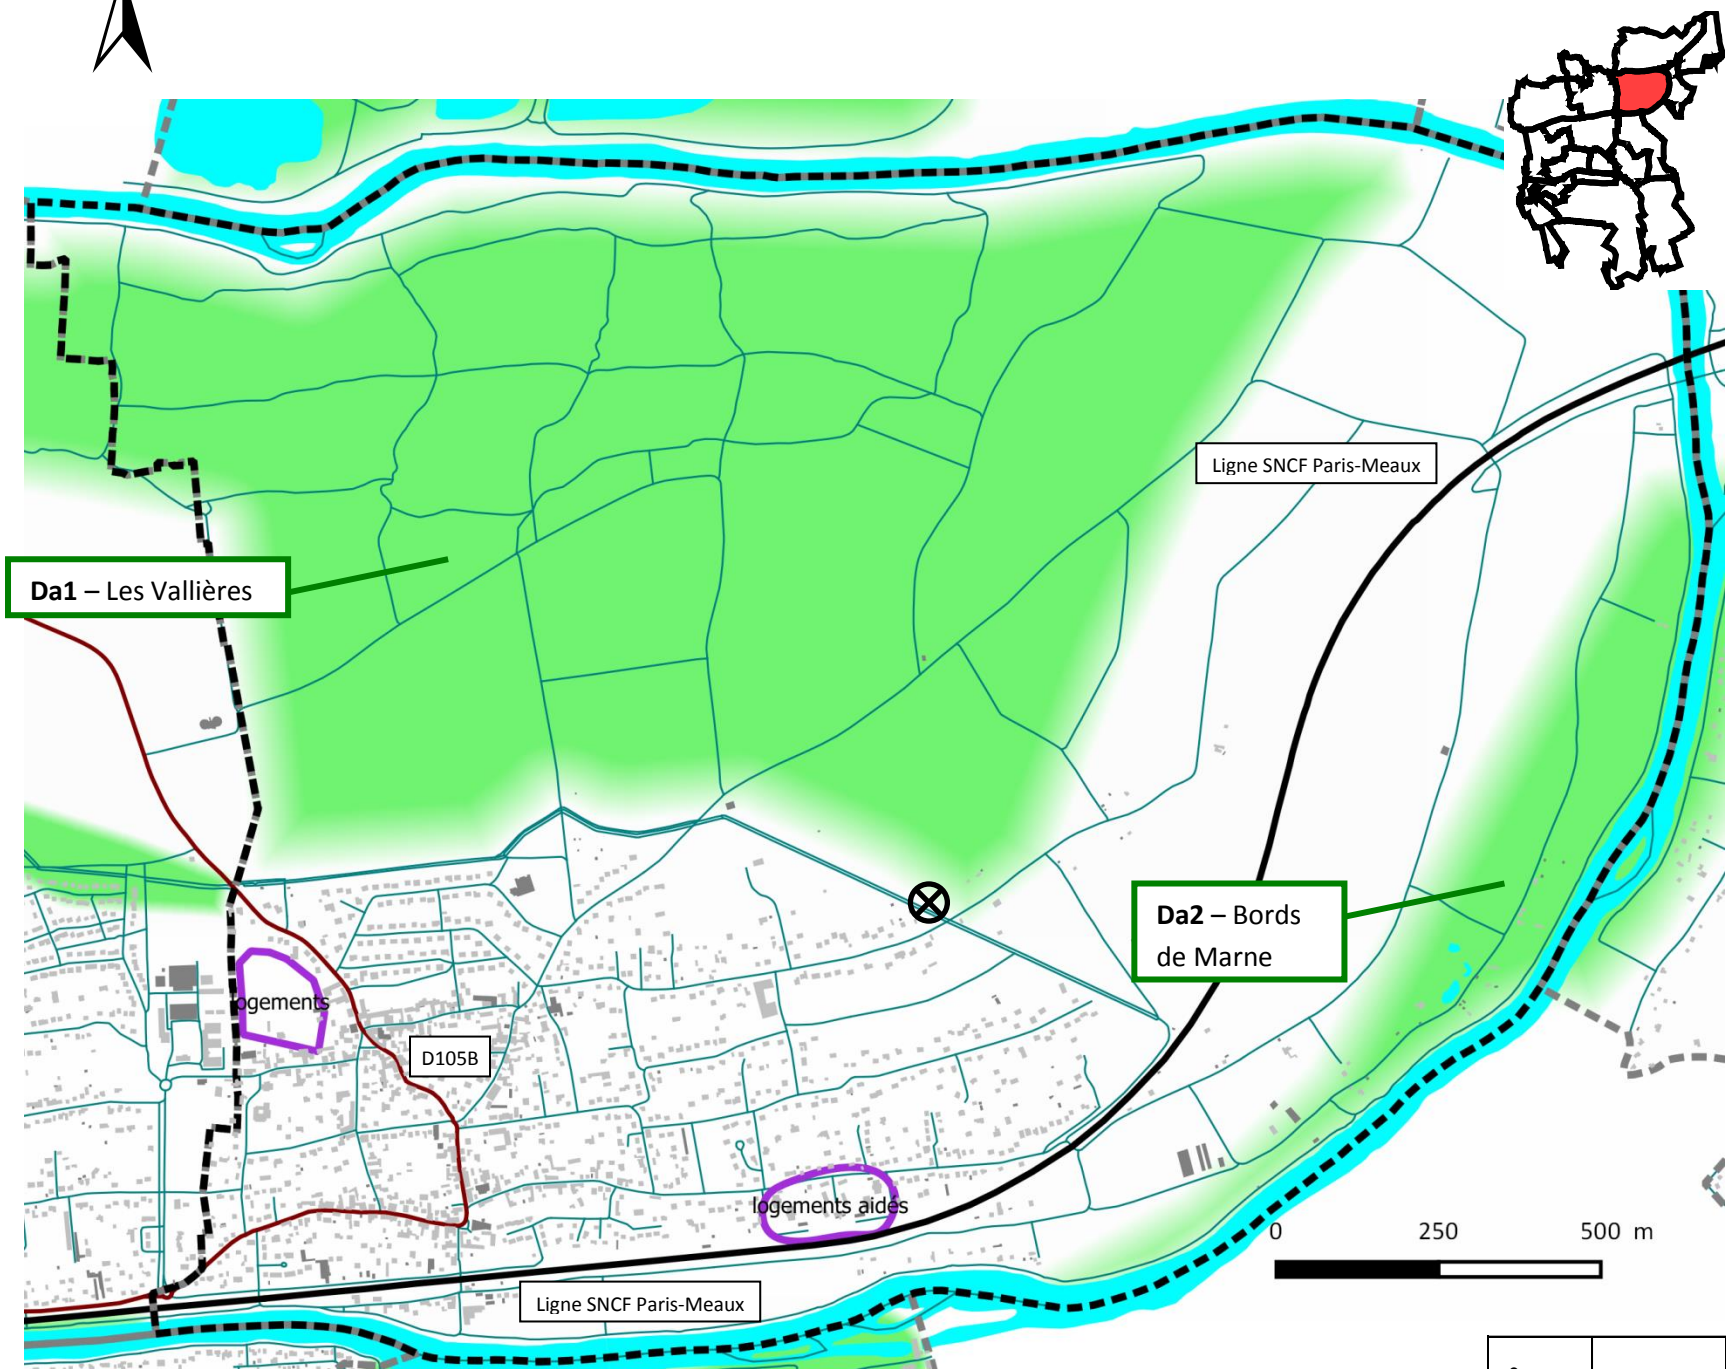 Ligne SNCF Paris-Meaux
Da1 – Les Vallières
Da2 – Bords
de Marne
ogements
D105B
logements aidés
0 250 500 m
Ligne SNCF Paris-Meaux